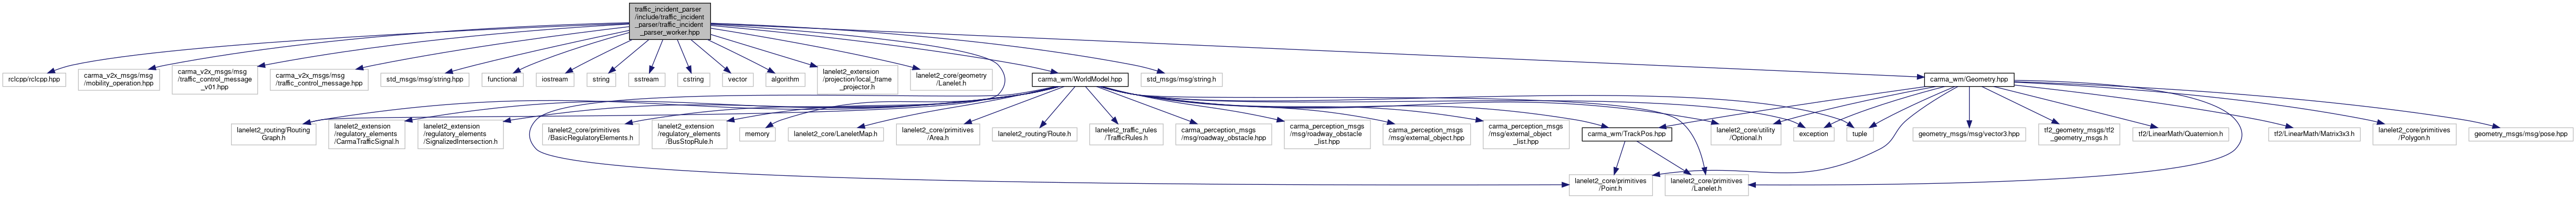 traffic_incident_parser
/include/traffic_incident
_parser/traffic_incident
_parser_worker.hpp
rclcpp/rclcpp.hpp
carma_v2x_msgs/msg
/mobility_operation.hpp
carma_v2x_msgs/msg
/traffic_control_message
_v01.hpp
carma_v2x_msgs/msg
/traffic_control_message.hpp
std_msgs/msg/string.hpp
functional
iostream
string
sstream
cstring
vector
algorithm
lanelet2_extension
/projection/local_frame
_projector.h
lanelet2_core/geometry
/Lanelet.h
carma_wm/WorldModel.hpp
std_msgs/msg/string.h
carma_wm/Geometry.hpp
lanelet2_routing/Routing
Graph.h
lanelet2_extension
/regulatory_elements
/CarmaTrafficSignal.h
lanelet2_extension
/regulatory_elements
/SignalizedIntersection.h
lanelet2_core/primitives
/BasicRegulatoryElements.h
lanelet2_extension
/regulatory_elements
/BusStopRule.h
memory
lanelet2_core/LaneletMap.h
lanelet2_core/primitives
/Area.h
lanelet2_routing/Route.h
lanelet2_traffic_rules
/TrafficRules.h
carma_perception_msgs
/msg/roadway_obstacle.hpp
carma_perception_msgs
/msg/roadway_obstacle
_list.hpp
carma_perception_msgs
/msg/external_object.hpp
carma_perception_msgs
/msg/external_object
_list.hpp
carma_wm/TrackPos.hpp
lanelet2_core/utility
/Optional.h
exception
tuple
geometry_msgs/msg/vector3.hpp
tf2_geometry_msgs/tf2
_geometry_msgs.h
tf2/LinearMath/Quaternion.h
tf2/LinearMath/Matrix3x3.h
lanelet2_core/primitives
/Polygon.h
geometry_msgs/msg/pose.hpp
lanelet2_core/primitives
/Point.h
lanelet2_core/primitives
/Lanelet.h